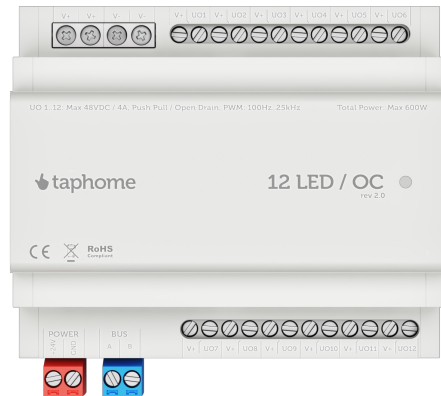 V+ V+ V- V- V+ UO1 V+ UO2 V+ UO3 V+ UO4 V+ UO5 V+ UO6
UO 1..12, Max 48VDC / 4A, Push Pull / Open Drain, PWM: 100Hz..25kHz Total Power: Max 600W
taphome 12 LED / OC
rev 2.0
CE RoHS
Compliant
POWER BUS
+24V GND A B V+ UO7 V+ UO8 V+ UO9 V+ UO10 V+ UO11 V+ UO12